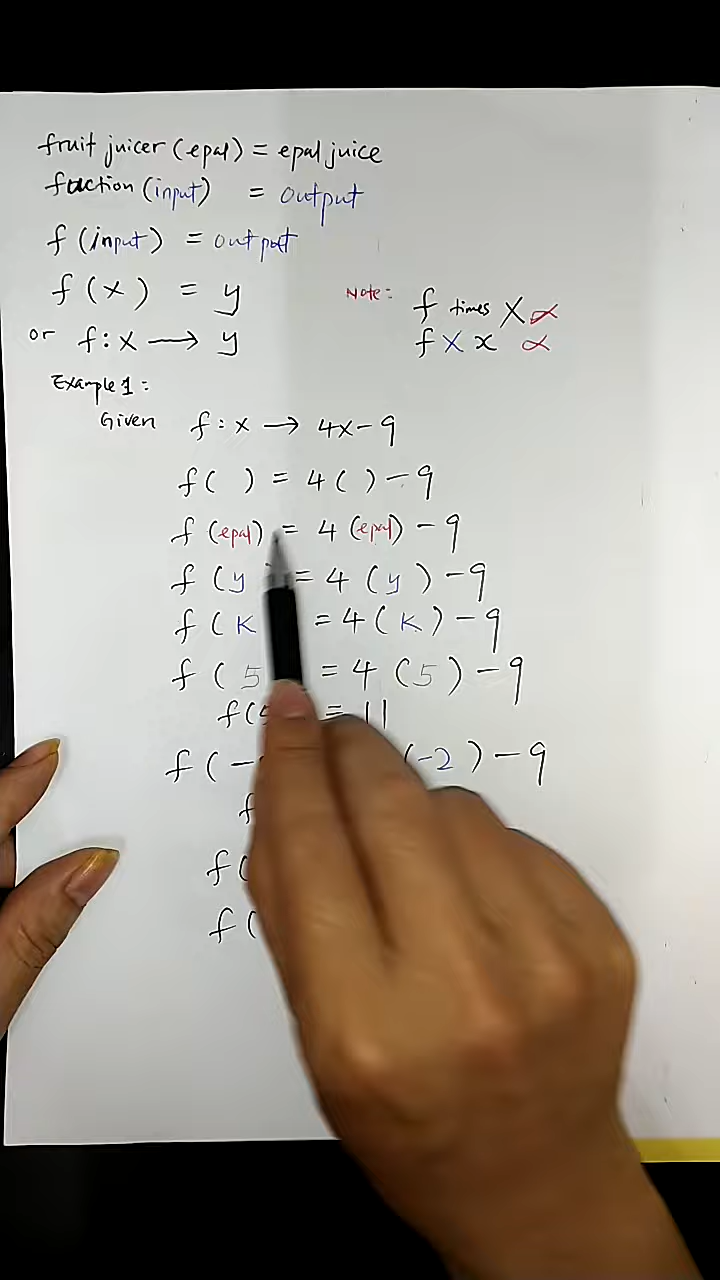 fruit juicer (epal) = epal juice
function (input) = output
f (input) = output
f (x) = y
or f : x → y
Note: f times x
f × x
Example 1:
Given f : x → 4x - 9
f ( ) = 4 ( ) - 9
f (epal) = 4 (epal) - 9
f ( y = 4 ( y ) - 9
f ( K = 4 ( K ) - 9
f ( 5 = 4 ( 5 ) - 9
f( = 11
f ( - (-2) - 9
f
f (
f (